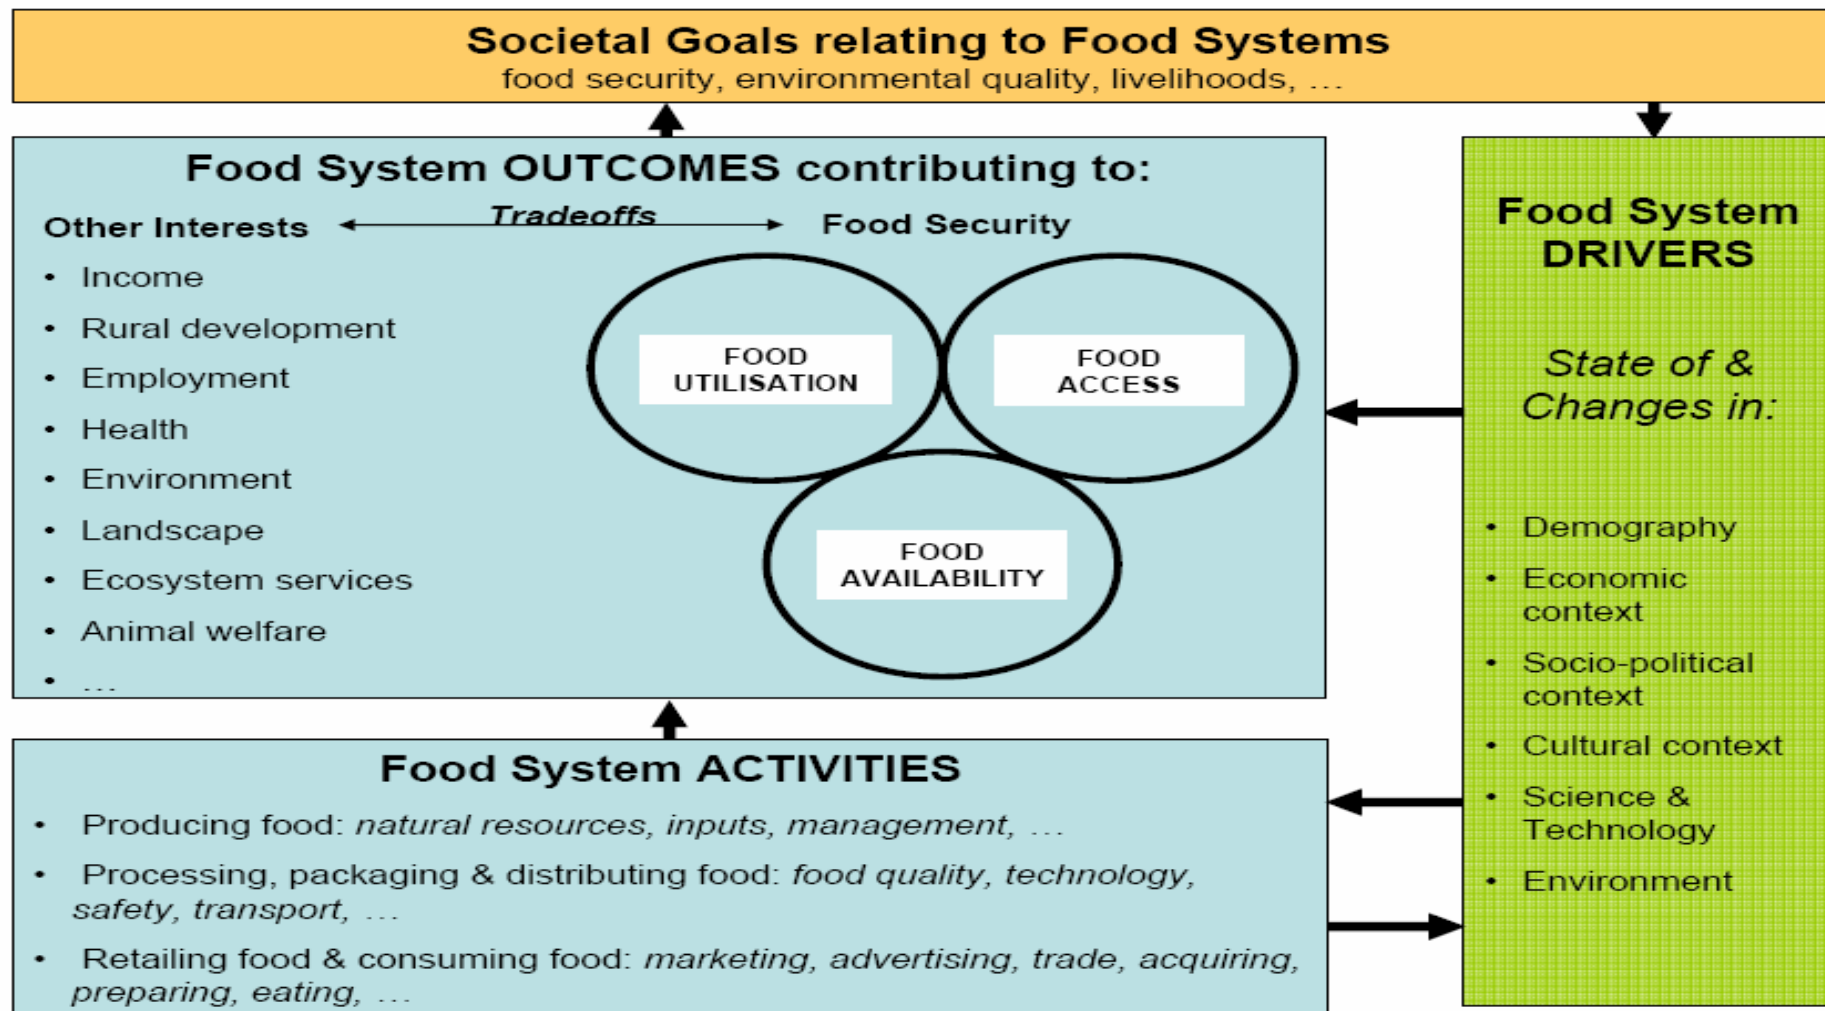 Societal Goals relating to Food Systems
food security, environmental quality, livelihoods, …
Food System OUTCOMES contributing to:
Other Interests
Tradeoffs
Food Security
• Income
• Rural development
• Employment
• Health
• Environment
• Landscape
• Ecosystem services
• Animal welfare
• …
FOOD
UTILISATION
FOOD
ACCESS
FOOD
AVAILABILITY
Food System ACTIVITIES
• Producing food: natural resources, inputs, management, …
• Processing, packaging & distributing food: food quality, technology,
safety, transport, …
• Retailing food & consuming food: marketing, advertising, trade, acquiring,
preparing, eating, …
Food System
DRIVERS
State of &
Changes in:
• Demography
• Economic
context
• Socio-political
context
• Cultural context
• Science &
Technology
• Environment